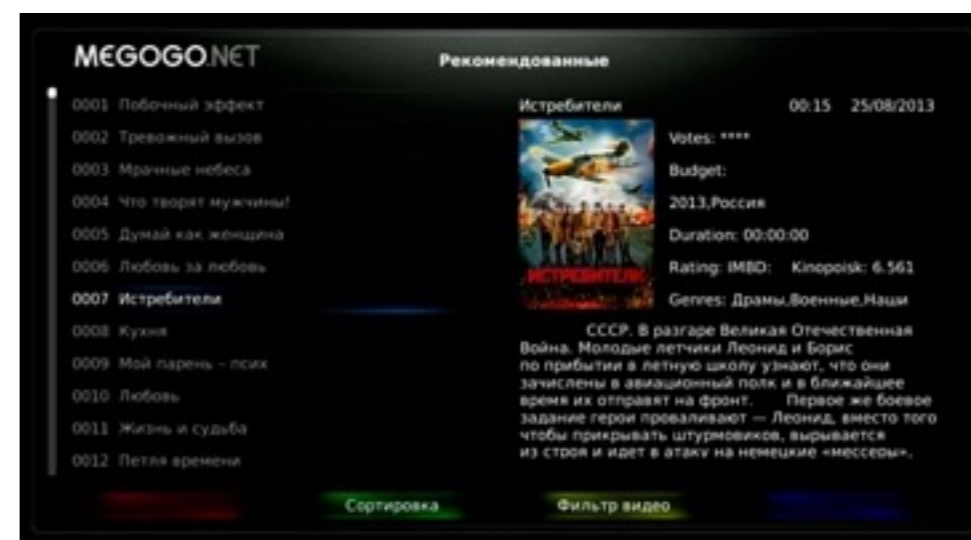 MEGOGO.NET
Рекомендованные
0001 Побочный эффект
0002 Тревожный вызов
0003 Мрачные небеса
0004 Что творят мужчины!
0005 Думай как женщина
0006 Любовь за любовь
0007 Истребители
0008 Кухня
0009 Мой парень – псих
0010 Любовь
0011 Жизнь и судьба
0012 Петля времени
Истребители 00:15 25/08/2013
ИСТРЕБИТЕЛИ
Votes: ****
Budget:
2013,Россия
Duration: 00:00:00
Rating: IMBD: Kinopoisk: 6.561
Genres: Драмы,Военные,Наши
СССР. В разгаре Великая Отечественная
Война. Молодые летчики Леонид и Борис
по прибытии в летную школу узнают, что они
зачислены в авиационный полк и в ближайшее
время их отправят на фронт. Первое же боевое
задание герои проваливают — Леонид, вместо того
чтобы прикрывать штурмовиков, вырывается
из строя и идет в атаку на немецкие «мессеры»,
Сортировка
Фильтр видео